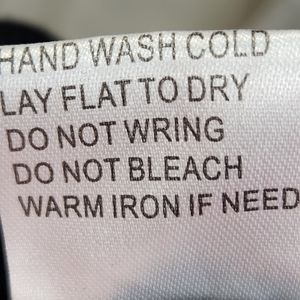 HAND WASH COLD
LAY FLAT TO DRY
DO NOT WRING
DO NOT BLEACH
WARM IRON IF NEED